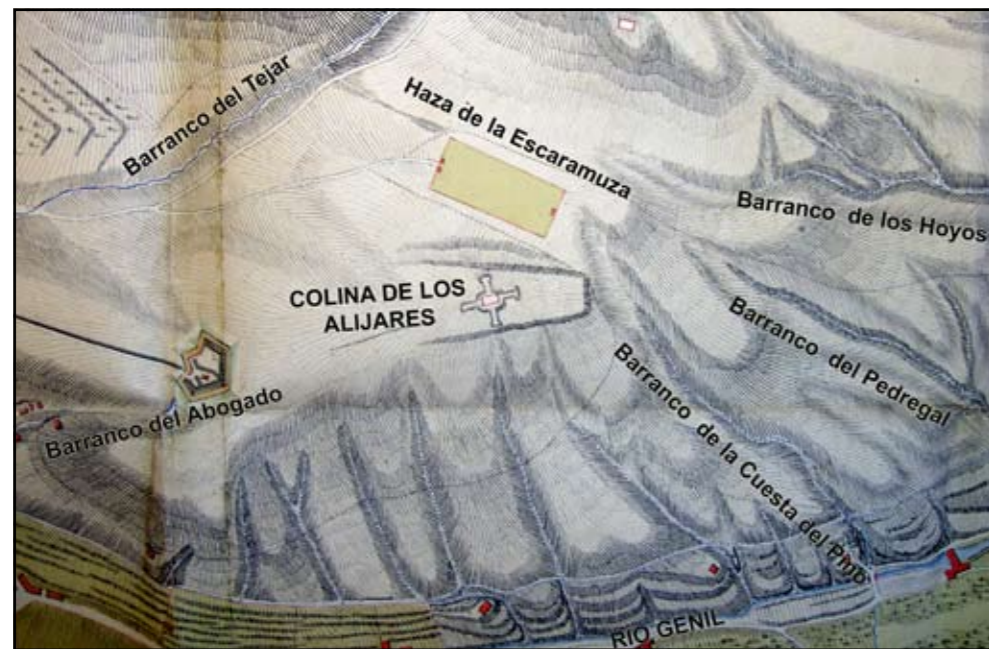 Barranco del Tejar
Haza de la Escaramuza
Barranco de los Hoyos
COLINA DE LOS
ALIJARES
Barranco del Pedregal
Barranco de la Cuesta del Pino
Barranco del Abogado
RIO GENIL